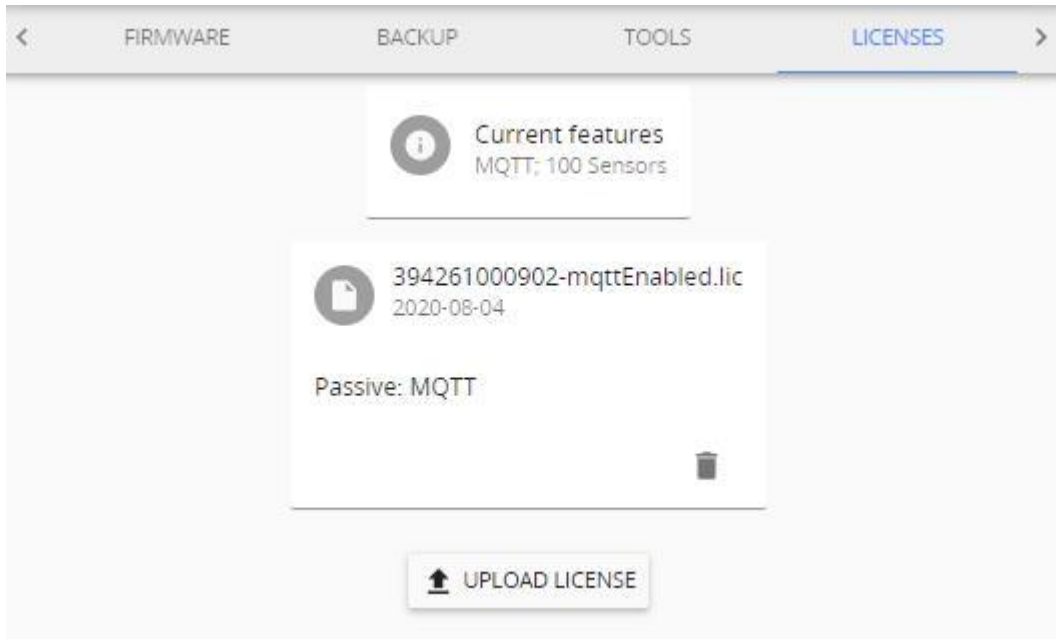 FIRMWARE BACKUP TOOLS LICENSES
Current features
MQTT; 100 Sensors
394261000902-mqttEnabled.lic
2020-08-04
Passive: MQTT
UPLOAD LICENSE